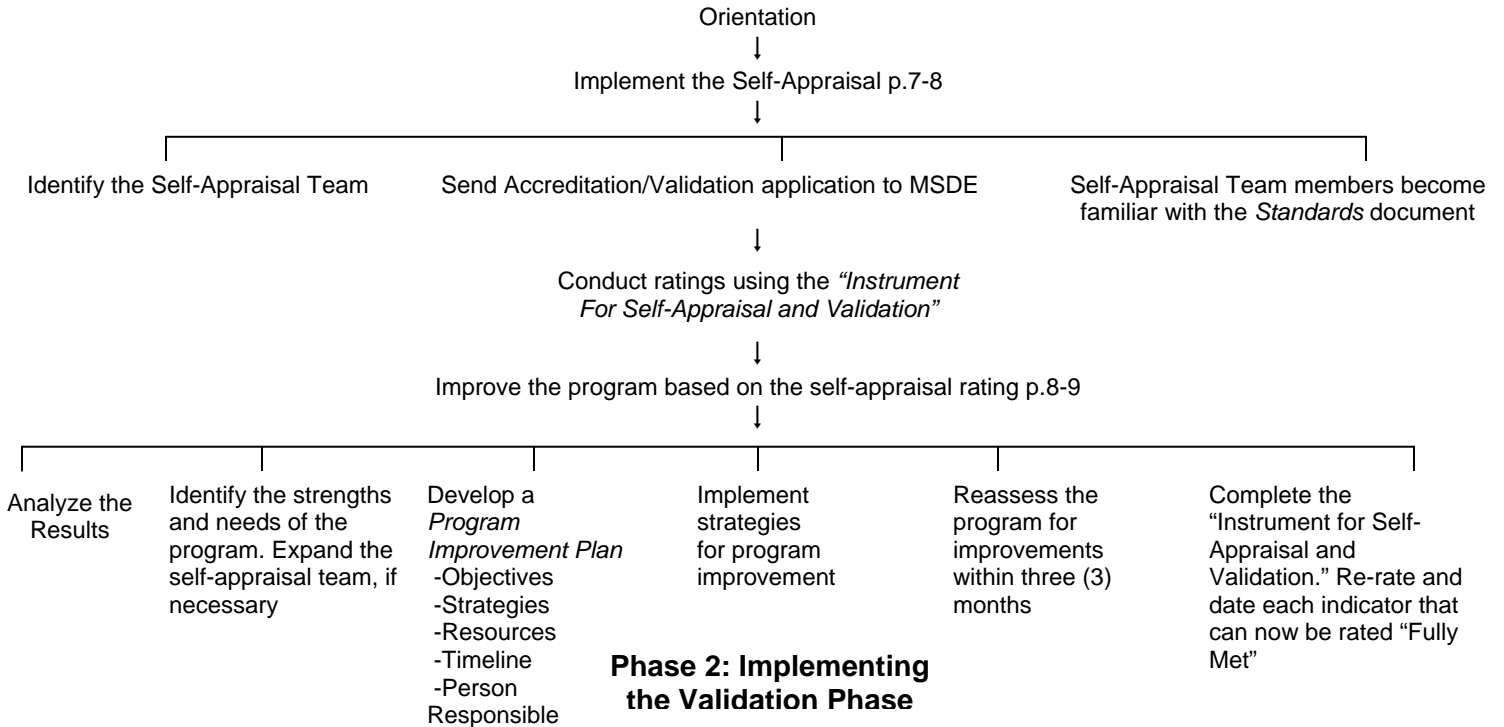 Orientation
Implement the Self-Appraisal p.7-8
Identify the Self-Appraisal Team
Send Accreditation/Validation application to MSDE
Self-Appraisal Team members become
familiar with the Standards document
Conduct ratings using the “Instrument
For Self-Appraisal and Validation”
Improve the program based on the self-appraisal rating p.8-9
Analyze the
Results
Identify the strengths
and needs of the
program. Expand the
self-appraisal team, if
necessary
Develop a
Program
Improvement Plan
-Objectives
-Strategies
-Resources
-Timeline
-Person
Responsible
Implement
strategies
for program
improvement
Reassess the
program for
improvements
within three (3)
months
Complete the
“Instrument for Self-
Appraisal and
Validation.” Re-rate and
date each indicator that
can now be rated “Fully
Met”
Phase 2: Implementing
the Validation Phase